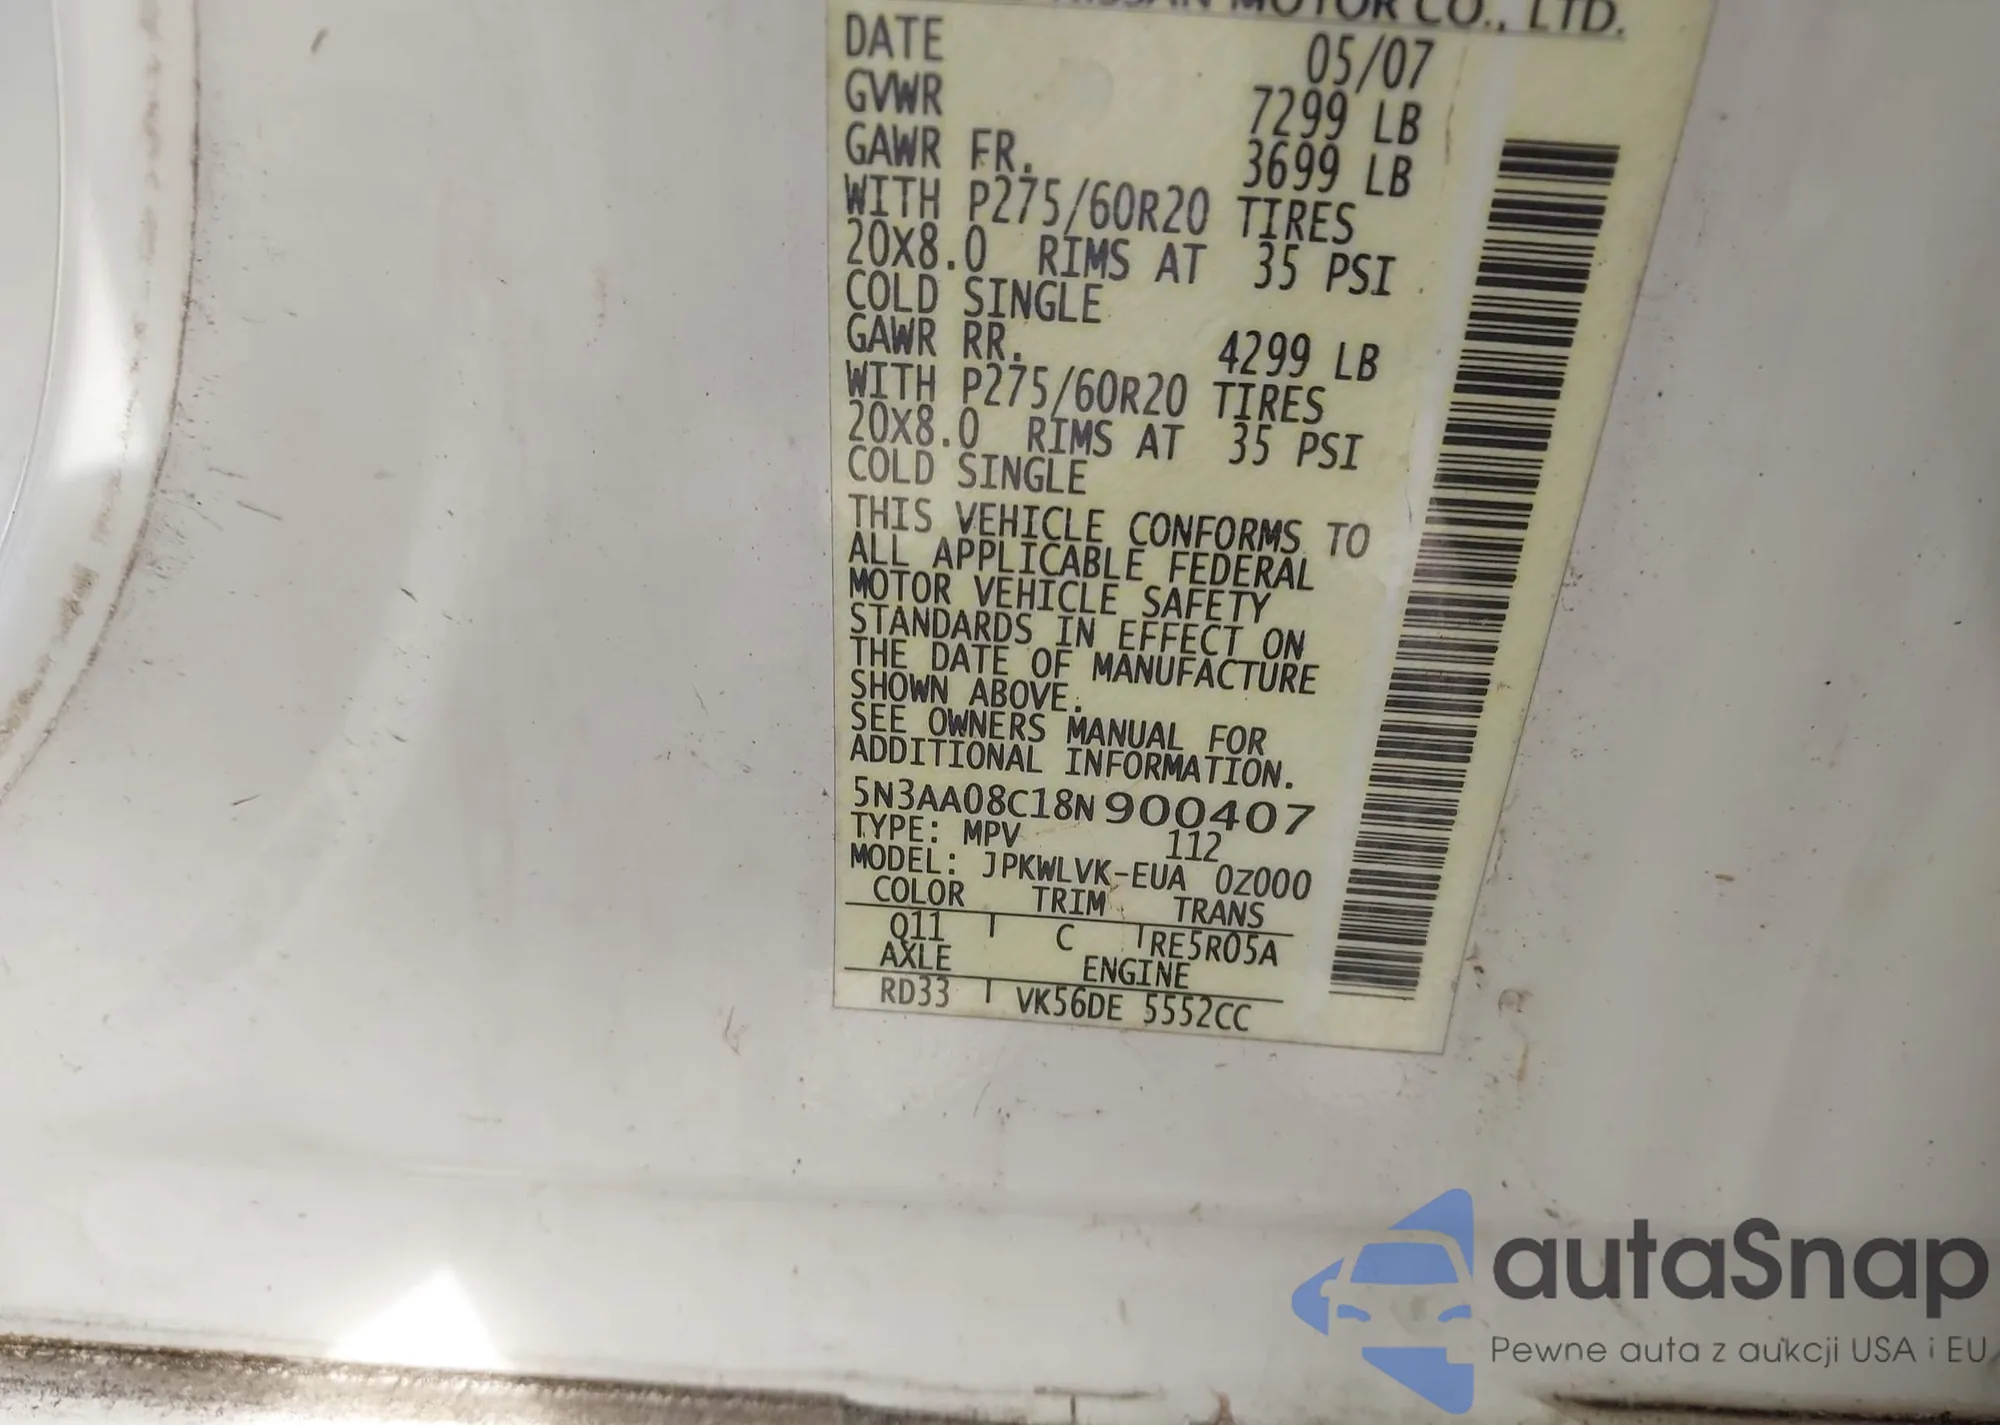 NISSAN MOTOR CO., LTD.
DATE 05/07
GVWR 7299 LB
GAWR FR. 3699 LB
WITH P275/60R20 TIRES
20X8.0 RIMS AT 35 PSI
COLD SINGLE
GAWR RR. 4299 LB
WITH P275/60R20 TIRES
20X8.0 RIMS AT 35 PSI
COLD SINGLE
THIS VEHICLE CONFORMS TO
ALL APPLICABLE FEDERAL
MOTOR VEHICLE SAFETY
STANDARDS IN EFFECT ON
THE DATE OF MANUFACTURE
SHOWN ABOVE.
SEE OWNERS MANUAL FOR
ADDITIONAL INFORMATION.
5N3AA08C18N900407
TYPE: MPV 112
MODEL: JPKWLVK-EUA 0Z000
COLOR TRIM TRANS
Q11 C RE5R05A
AXLE ENGINE
RD33 VK56DE 5552CC
autaSnap
Pewne auta z aukcji USA i EU